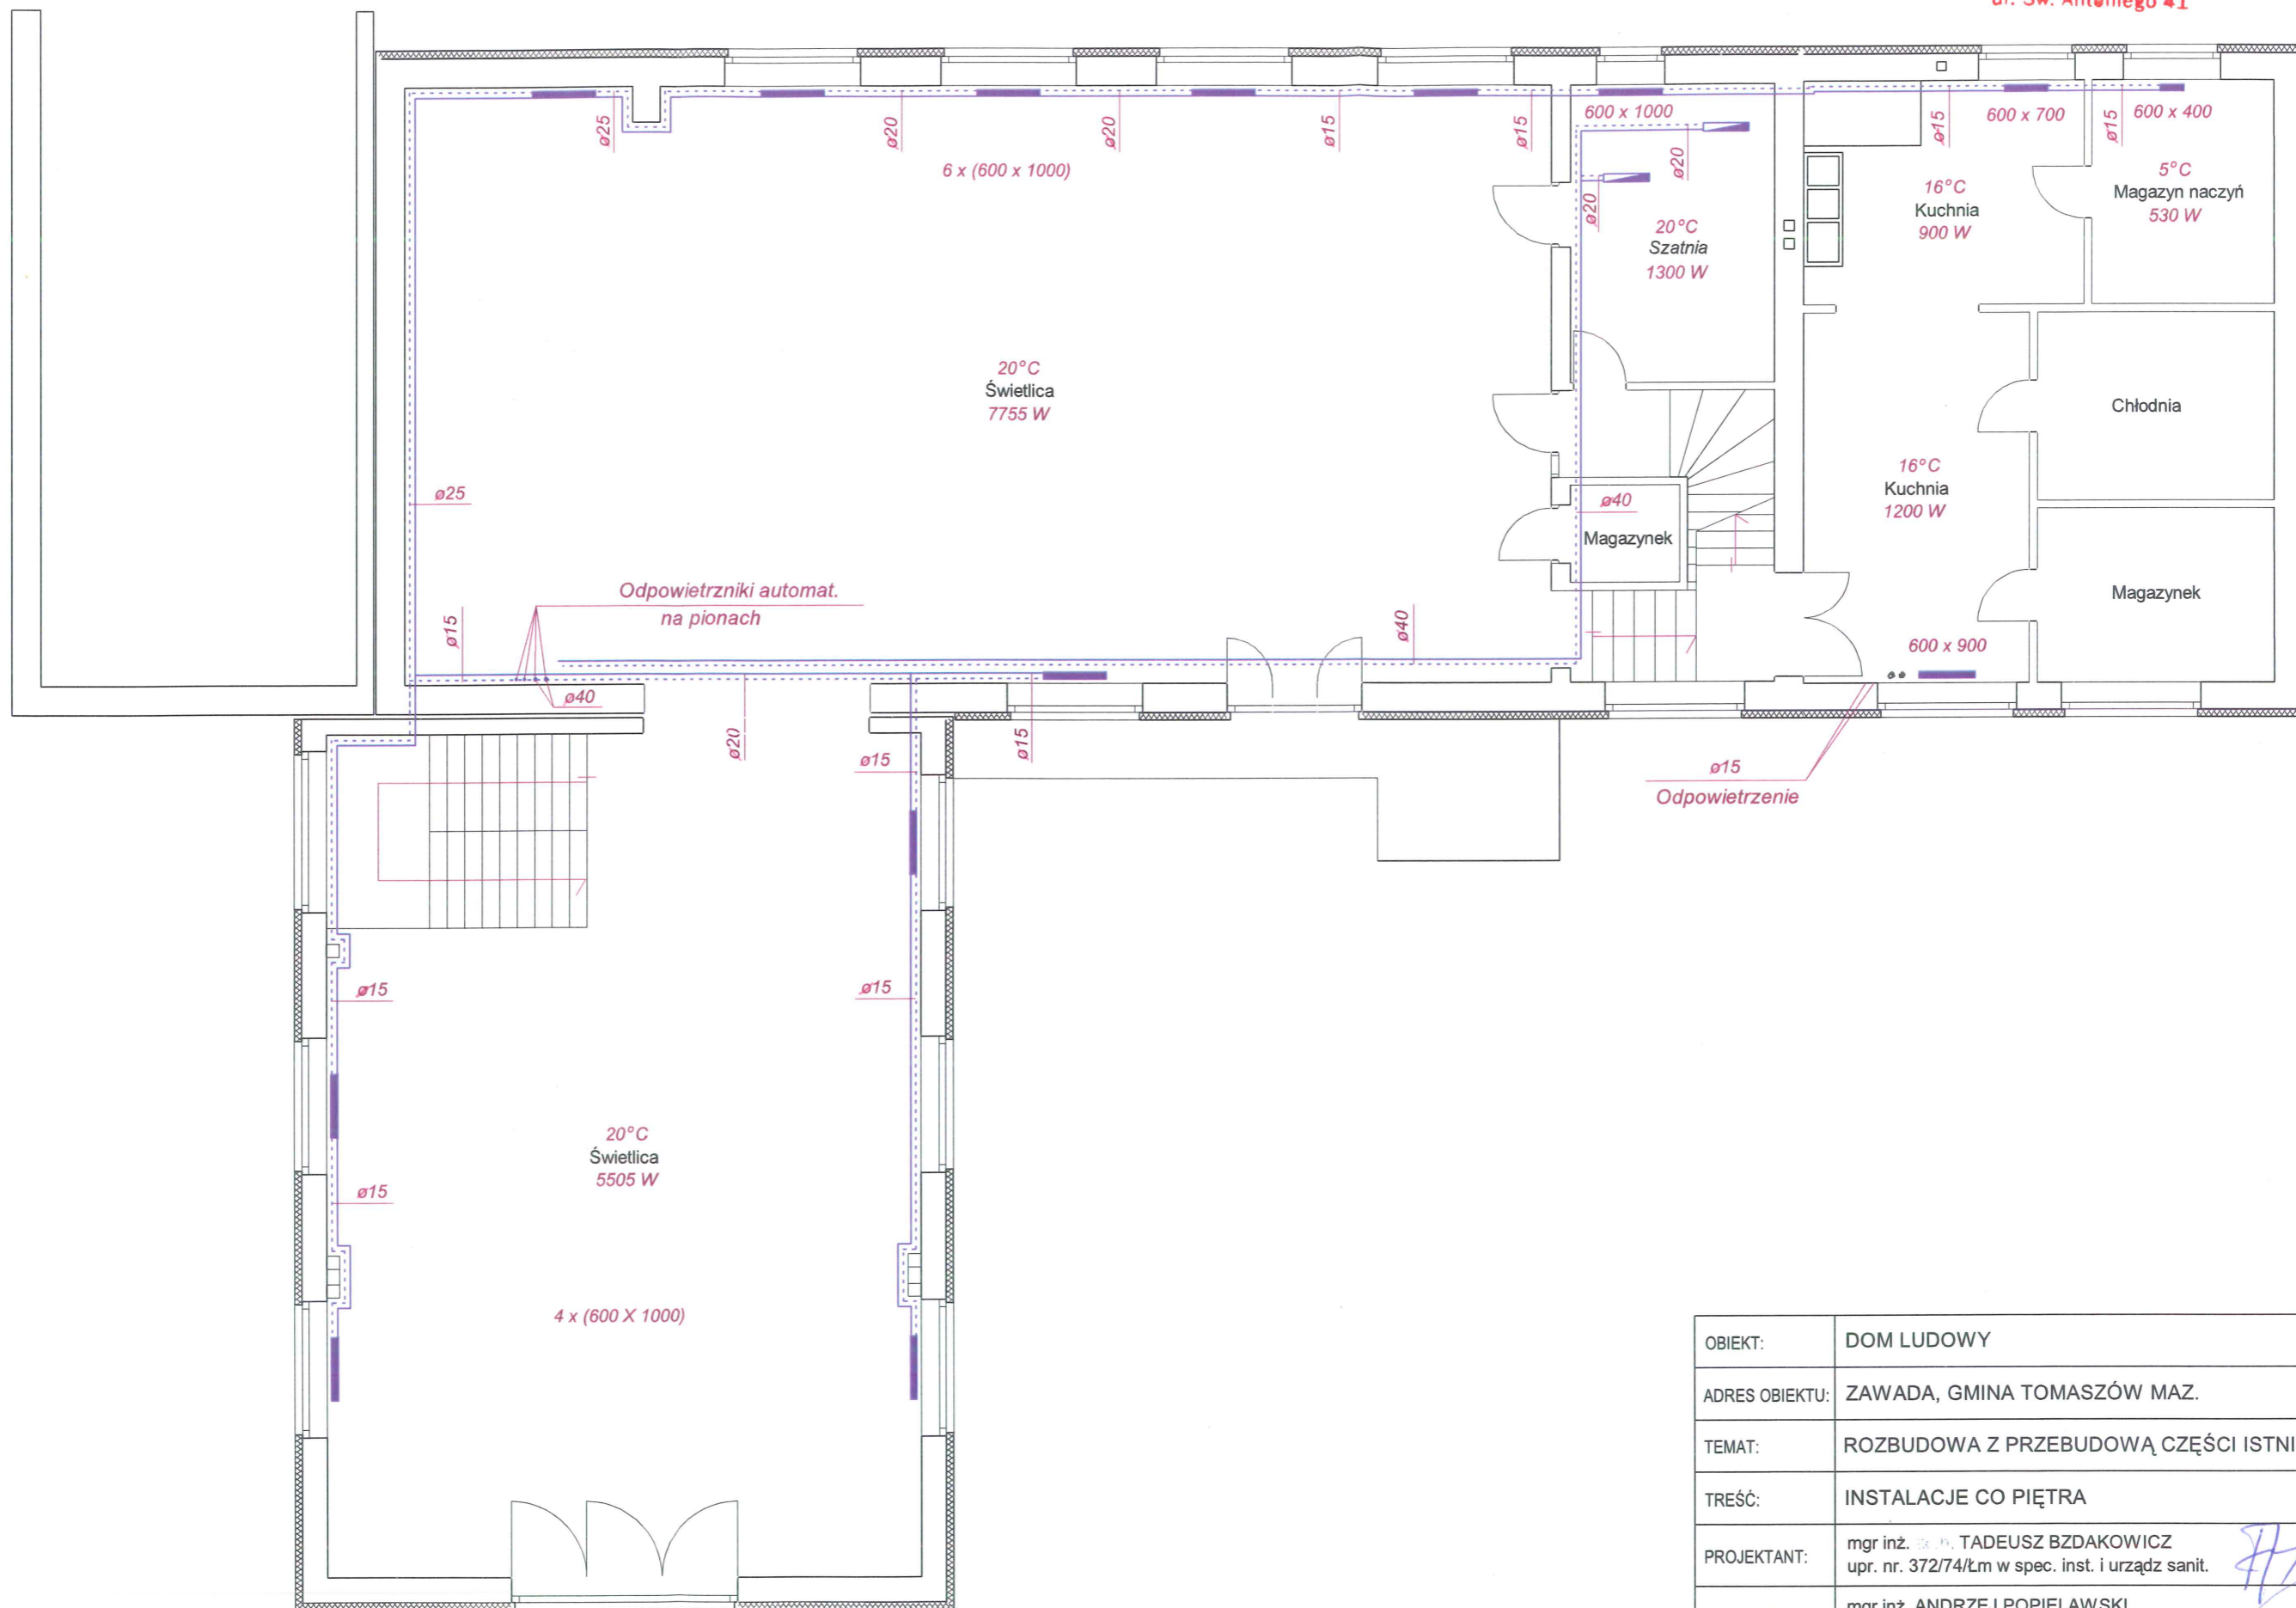 ul. Św. Antoniego 41
ø25
ø20
ø20
ø15
ø15
600 x 1000
ø15
600 x 700
ø15
600 x 400
6 x (600 x 1000)
ø20
ø20
5°C
Magazyn naczyń
530 W
16°C
Kuchnia
900 W
20°C
Szatnia
1300 W
20°C
Świetlica
7755 W
Chłodnia
ø25
ø40
Magazynek
16°C
Kuchnia
1200 W
Odpowietrzniki automat.
na pionach
ø15
ø40
Magazynek
600 x 900
ø40
ø20
ø15
ø15
ø15
Odpowietrzenie
ø15
ø15
20°C
Świetlica
5505 W
ø15
4 x (600 X 1000)
OBIEKT: DOM LUDOWY
ADRES OBIEKTU: ZAWADA, GMINA TOMASZÓW MAZ.
TEMAT: ROZBUDOWA Z PRZEBUDOWĄ CZĘŚCI ISTNI
TREŚĆ: INSTALACJE CO PIĘTRA
PROJEKTANT: mgr inż. TADEUSZ BZDAKOWICZ
upr. nr. 372/74/Łm w spec. inst. i urządz sanit.
mgr inż. ANDRZEJ POPIELAWSKI